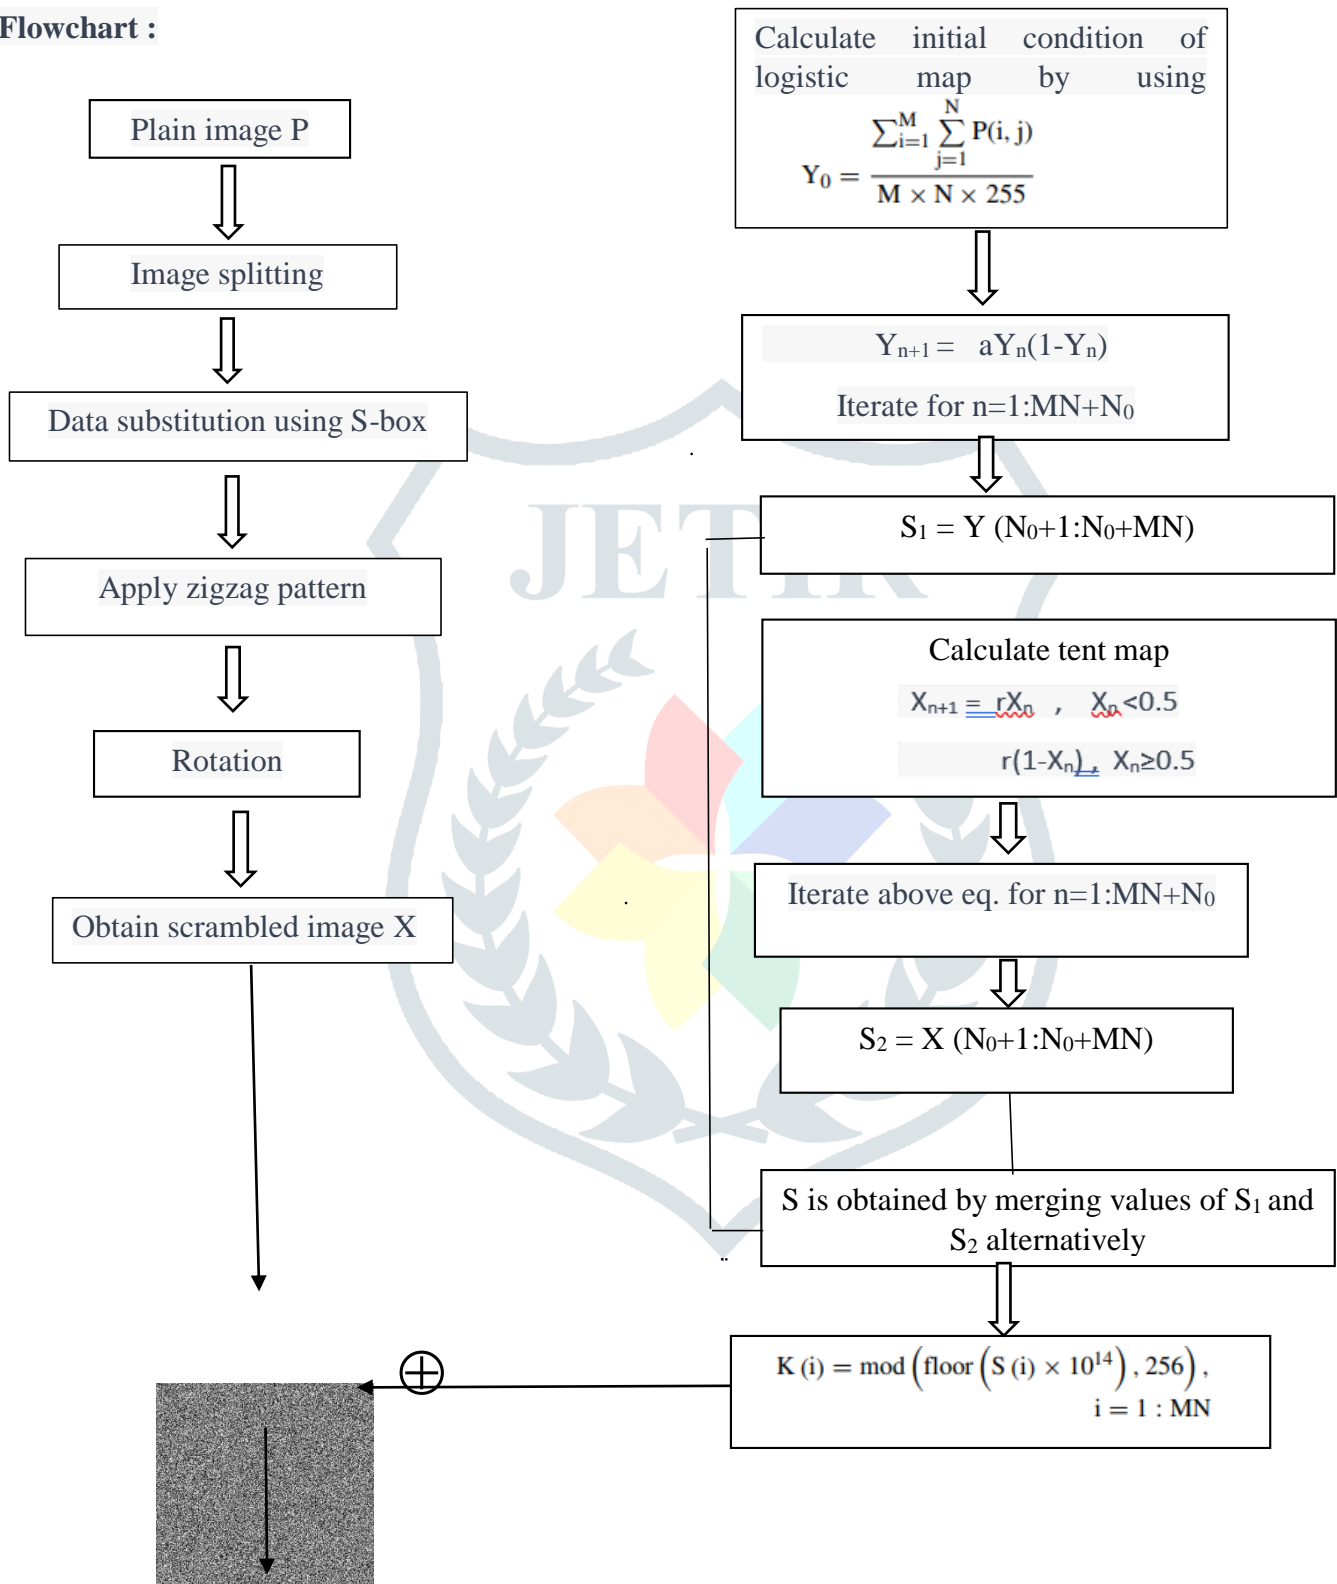 Flowchart :
Plain image P
Image splitting
Data substitution using S-box
Apply zigzag pattern
Rotation
Obtain scrambled image X
Calculate initial condition of
logistic map by using
Y₀ = (∑_{i=1}^{M} ∑_{j=1}^{N} P(i, j)) / (M × N × 255)
Yₙ₊₁ = aYₙ(1-Yₙ)
Iterate for n=1:MN+N₀
S₁ = Y (N₀+1:N₀+MN)
Calculate tent map
Xₙ₊₁ = rXₙ , Xₙ<0.5
r(1-Xₙ) , Xₙ≥0.5
Iterate above eq. for n=1:MN+N₀
S₂ = X (N₀+1:N₀+MN)
S is obtained by merging values of S₁ and
S₂ alternatively
K (i) = mod (floor (S (i) × 10¹⁴) , 256) ,
i = 1 : MN
JETIR